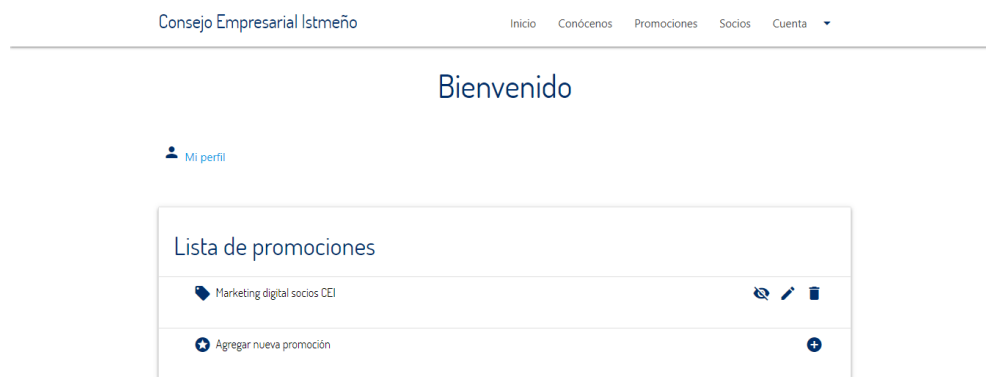 Consejo Empresarial Istmeño
Inicio Conócenos Promociones Socios Cuenta
Bienvenido
Mi perfil
Lista de promociones
Marketing digital socios CEI
Agregar nueva promoción